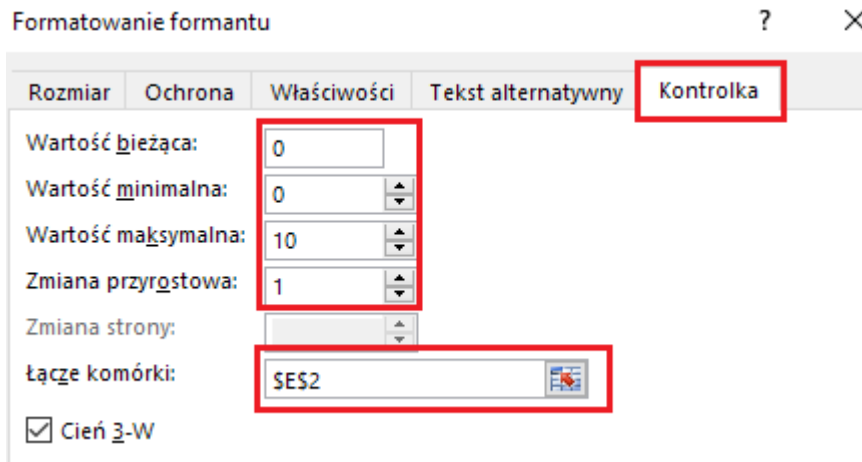 Formatowanie formantu ? X
Rozmiar Ochrona Właściwości Tekst alternatywny Kontrolka
Wartość bieżąca: 0
Wartość minimalna: 0
Wartość maksymalna: 10
Zmiana przyrostowa: 1
Zmiana strony:
Łącze komórki: $E$2
Cień 3-W